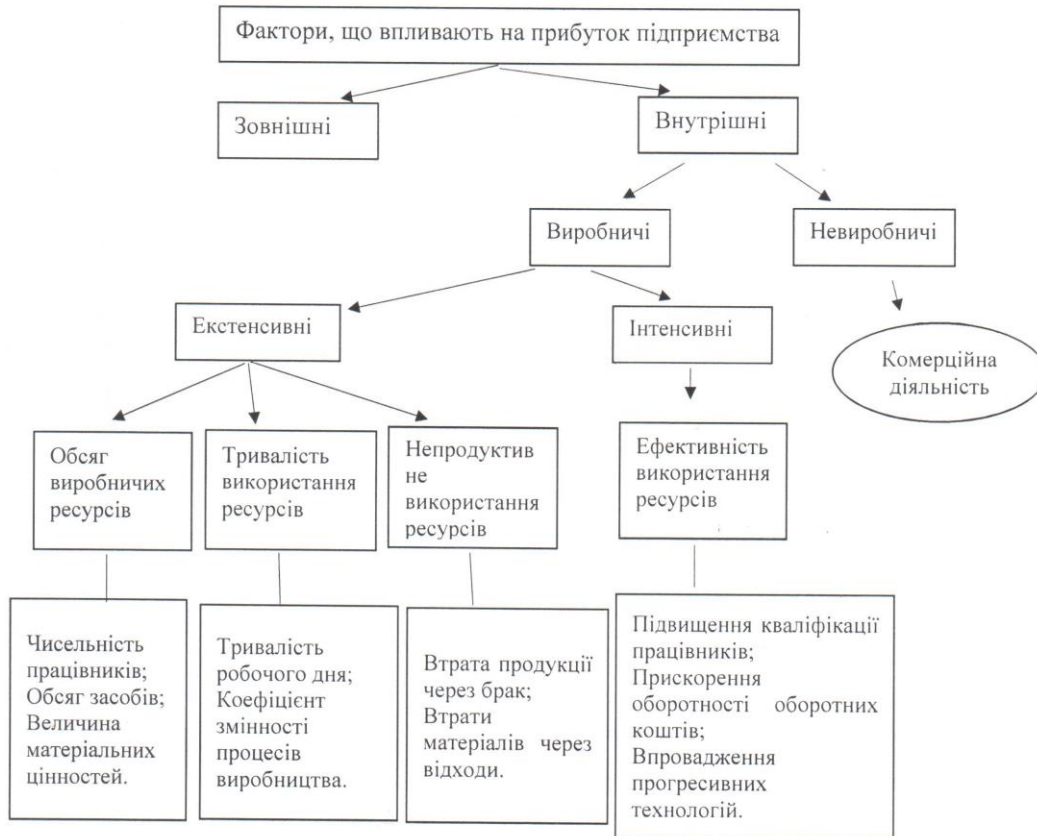 Фактори, що впливають на прибуток підприємства
Зовнішні
Внутрішні
Виробничі
Невиробничі
Екстенсивні
Інтенсивні
Комерційна
діяльність
Обсяг
виробничих
ресурсів
Тривалість
використання
ресурсів
Непродуктив
не
використання
ресурсів
Ефективність
використання
ресурсів
Чисельність
працівників;
Обсяг засобів;
Величина
матеріальних
цінностей.
Тривалість
робочого дня;
Коефіцієнт
змінності
процесів
виробництва.
Втрата продукції
через брак;
Втрати
матеріалів через
відходи.
Підвищення кваліфікації
працівників;
Прискорення
оборотності оборотних
коштів;
Впровадження
прогресивних
технологій.